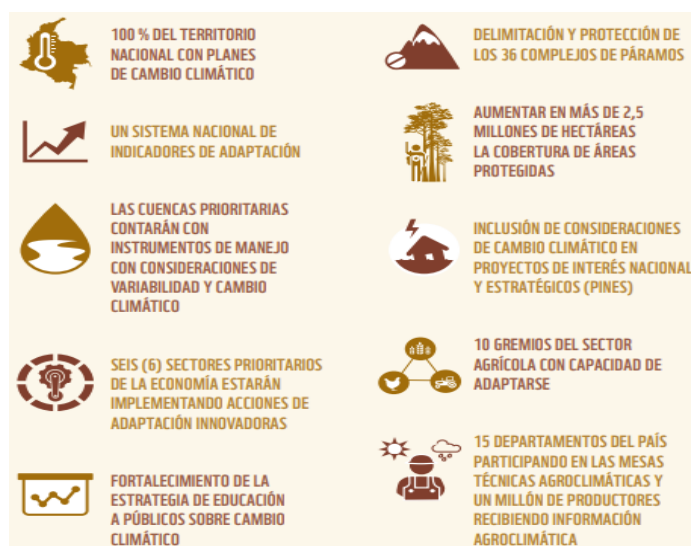 100 % DEL TERRITORIO
NACIONAL CON PLANES
DE CAMBIO CLIMÁTICO
UN SISTEMA NACIONAL DE
INDICADORES DE ADAPTACIÓN
LAS CUENCAS PRIORITARIAS
CONTARÁN CON
INSTRUMENTOS DE MANEJO
CON CONSIDERACIONES DE
VARIABILIDAD Y CAMBIO
CLIMÁTICO
SEIS (6) SECTORES PRIORITARIOS
DE LA ECONOMÍA ESTARÁN
IMPLEMENTANDO ACCIONES DE
ADAPTACIÓN INNOVADORAS
FORTALECIMIENTO DE LA
ESTRATEGIA DE EDUCACIÓN
A PÚBLICOS SOBRE CAMBIO
CLIMÁTICO
DELIMITACIÓN Y PROTECCIÓN DE
LOS 36 COMPLEJOS DE PÁRAMOS
AUMENTAR EN MÁS DE 2,5
MILLONES DE HECTÁREAS
LA COBERTURA DE ÁREAS
PROTEGIDAS
INCLUSIÓN DE CONSIDERACIONES
DE CAMBIO CLIMÁTICO EN
PROYECTOS DE INTERÉS NACIONAL
Y ESTRATÉGICOS (PINES)
10 GREMIOS DEL SECTOR
AGRÍCOLA CON CAPACIDAD DE
ADAPTARSE
15 DEPARTAMENTOS DEL PAÍS
PARTICIPANDO EN LAS MESAS
TÉCNICAS AGROCLIMÁTICAS Y
UN MILLÓN DE PRODUCTORES
RECIBIENDO INFORMACIÓN
AGROCLIMÁTICA